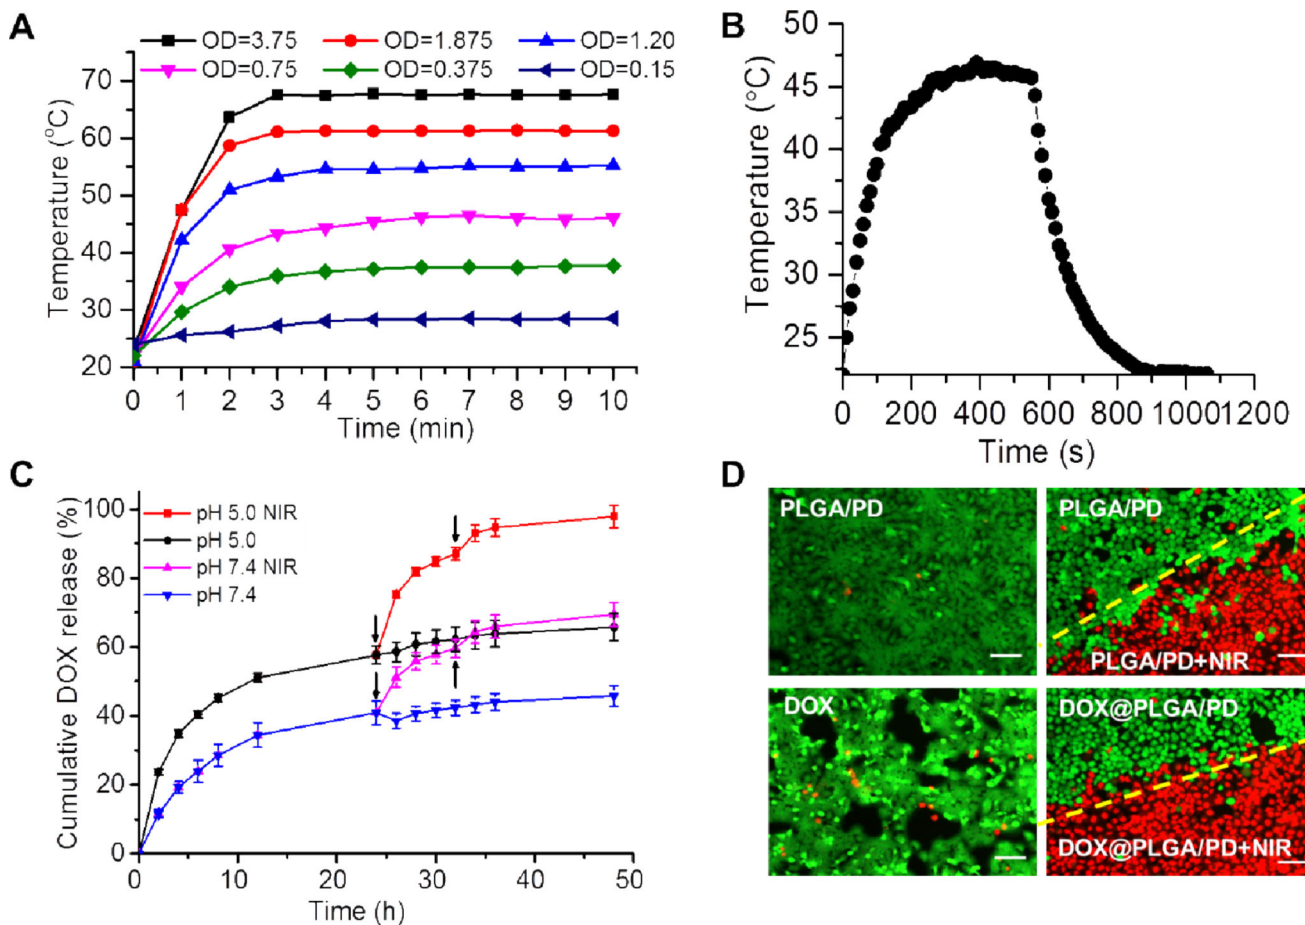 A
OD=3.75 OD=1.875 OD=1.20
OD=0.75 OD=0.375 OD=0.15
Temperature (°C)
70
60
50
40
30
20
0 1 2 3 4 5 6 7 8 9 10
Time (min)
B
Temperature (°C)
50
45
40
35
30
25
0 200 400 600 800 1000 1200
Time (s)
C
Cumulative DOX release (%)
pH 5.0 NIR
pH 5.0
pH 7.4 NIR
pH 7.4
100
80
60
40
20
0
0 10 20 30 40 50
Time (h)
D
PLGA/PD
PLGA/PD
PLGA/PD+NIR
DOX
DOX@PLGA/PD
DOX@PLGA/PD+NIR